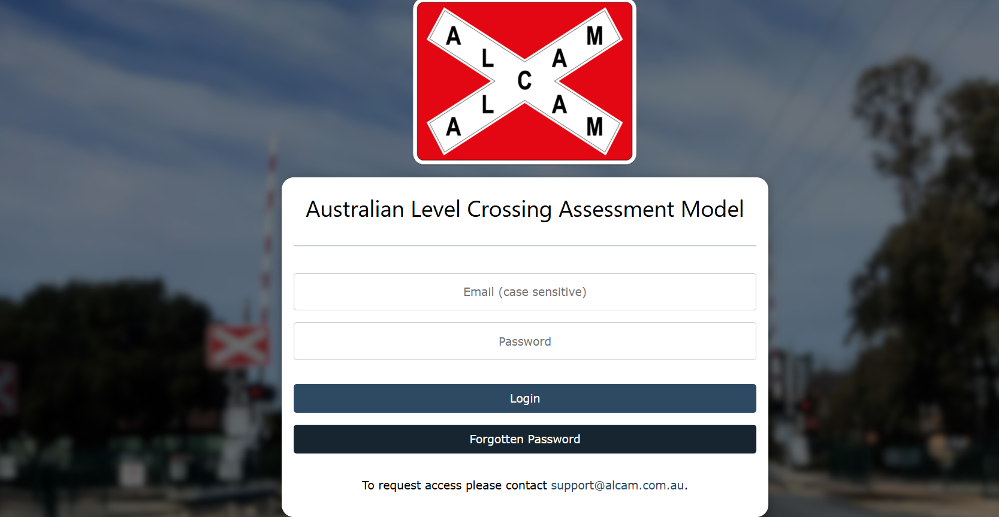 A M
L A
C
L A
A M
Australian Level Crossing Assessment Model
Email (case sensitive)
Password
Login
Forgotten Password
To request access please contact support@alcam.com.au.